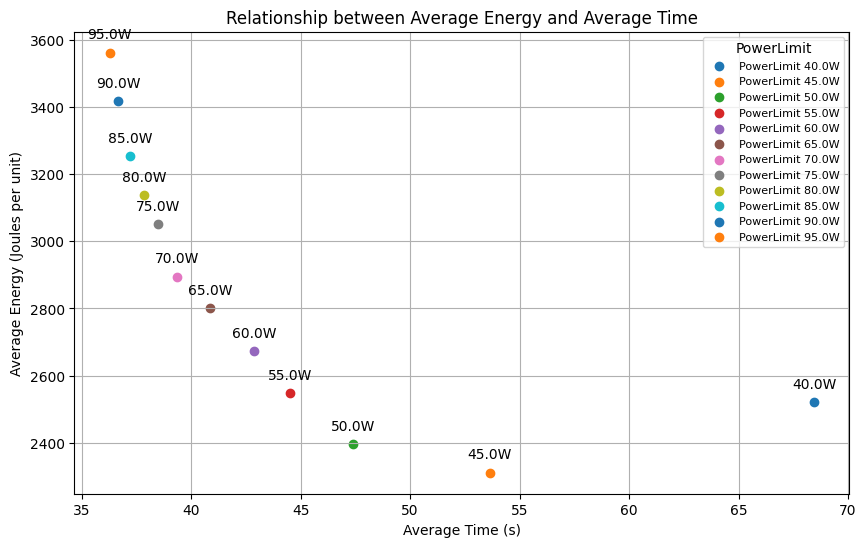 Relationship between Average Energy and Average Time
95.0W
90.0W
85.0W
80.0W
75.0W
70.0W
65.0W
60.0W
55.0W
50.0W
45.0W
40.0W
PowerLimit
PowerLimit 40.0W
PowerLimit 45.0W
PowerLimit 50.0W
PowerLimit 55.0W
PowerLimit 60.0W
PowerLimit 65.0W
PowerLimit 70.0W
PowerLimit 75.0W
PowerLimit 80.0W
PowerLimit 85.0W
PowerLimit 90.0W
PowerLimit 95.0W
Average Energy (Joules per unit)
3600
3400
3200
3000
2800
2600
2400
35 40 45 50 55 60 65 70
Average Time (s)